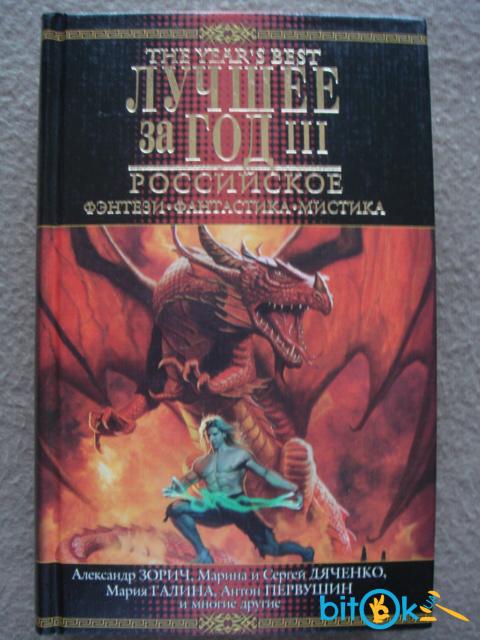 THE YEAR'S BEST
ЛУЧШЕЕ
за ГОД III
РОССИЙСКОЕ
ФЭНТЕЗИ•ФАНТАСТИКА•МИСТИКА
Александр ЗОРИЧ, Марина и Сергей ДЯЧЕНКО,
Мария ГАЛИНА, Антон ПЕРВУШИН
и многие другие
bitOk